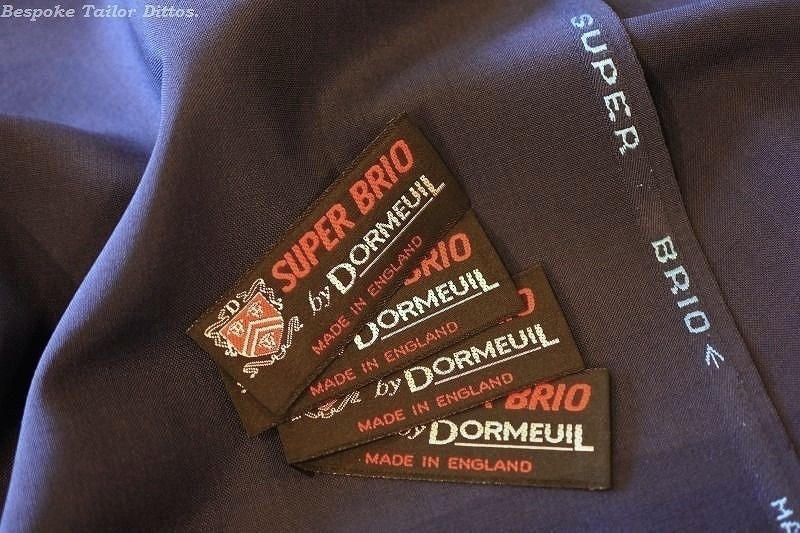 Bespoke Tailor Dittos.
SUPER BRIO
SUPER BRIO
by DORMEUIL
MADE IN ENGLAND
D
BRIO
DORMEUIL
MADE IN ENGLAND
by DORMEUIL
MADE IN ENGLAND
BRIO
by DORMEUIL
MADE IN ENGLAND